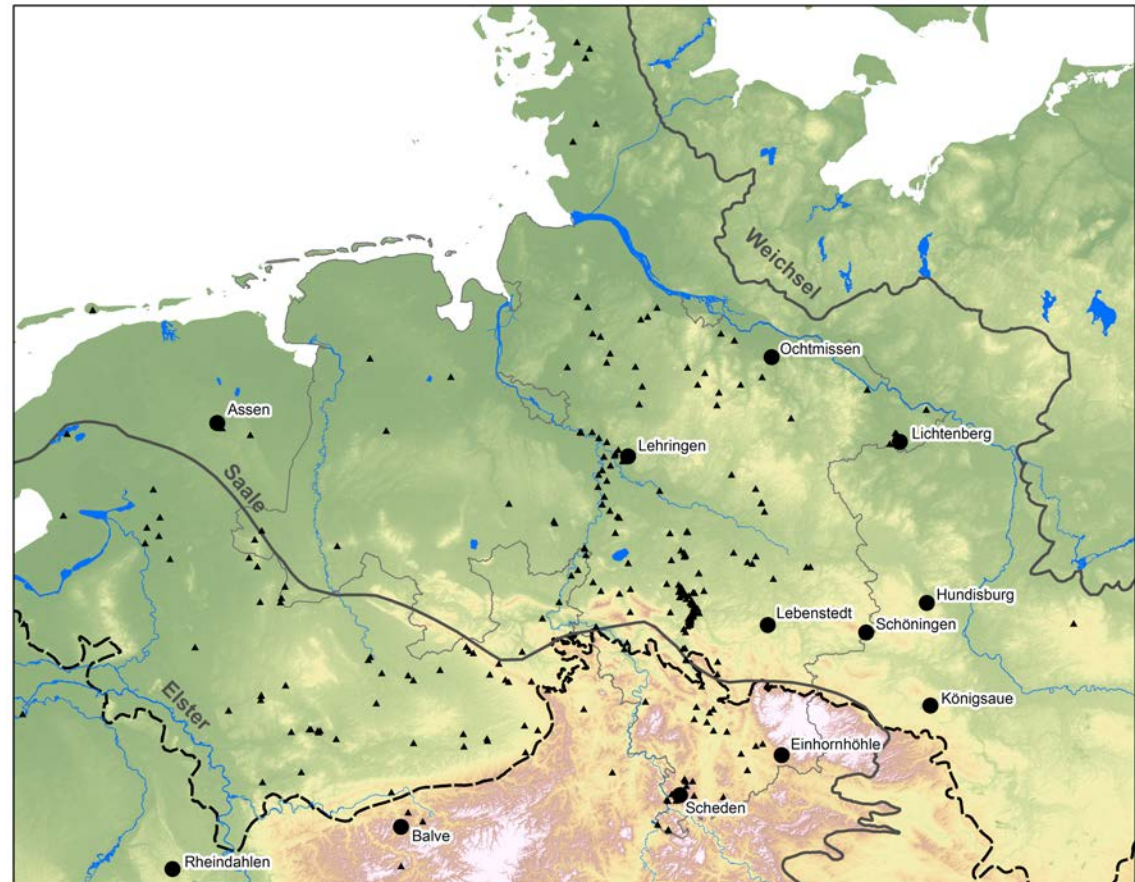 Weichsel
Ochtmissen
Assen
Lichtenberg
Lehringen
Saale
Hundisburg
Lebenstedt
Schöningen
Elster
Königsaue
Einhornhöhle
Scheden
Balve
Rheindahlen